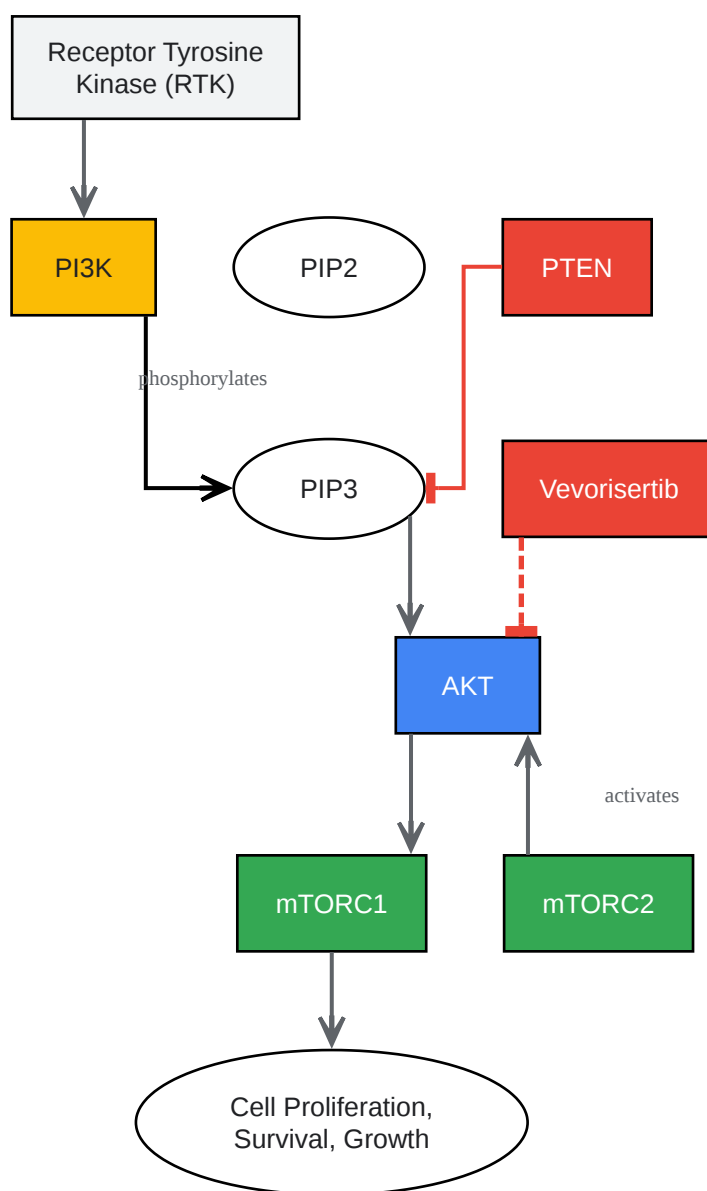 Receptor Tyrosine
Kinase (RTK)
PI3K
PIP2
PTEN
phosphorylates
PIP3
Vevorisertib
AKT
activates
mTORC1
mTORC2
Cell Proliferation,
Survival, Growth